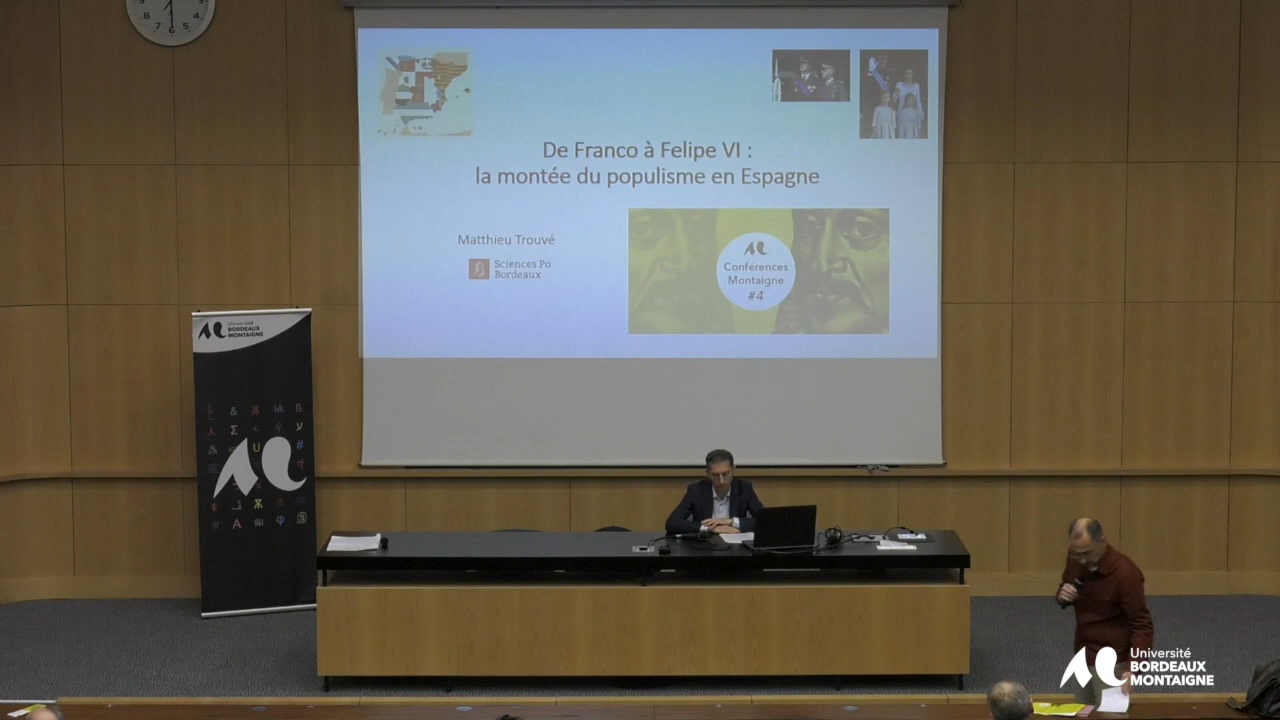 De Franco à Felipe VI :
la montée du populisme en Espagne
Matthieu Trouvé
Sciences Po
Bordeaux
Conférences
Montaigne
#4
Université
BORDEAUX
MONTAIGNE
Université
BORDEAUX
MONTAIGNE